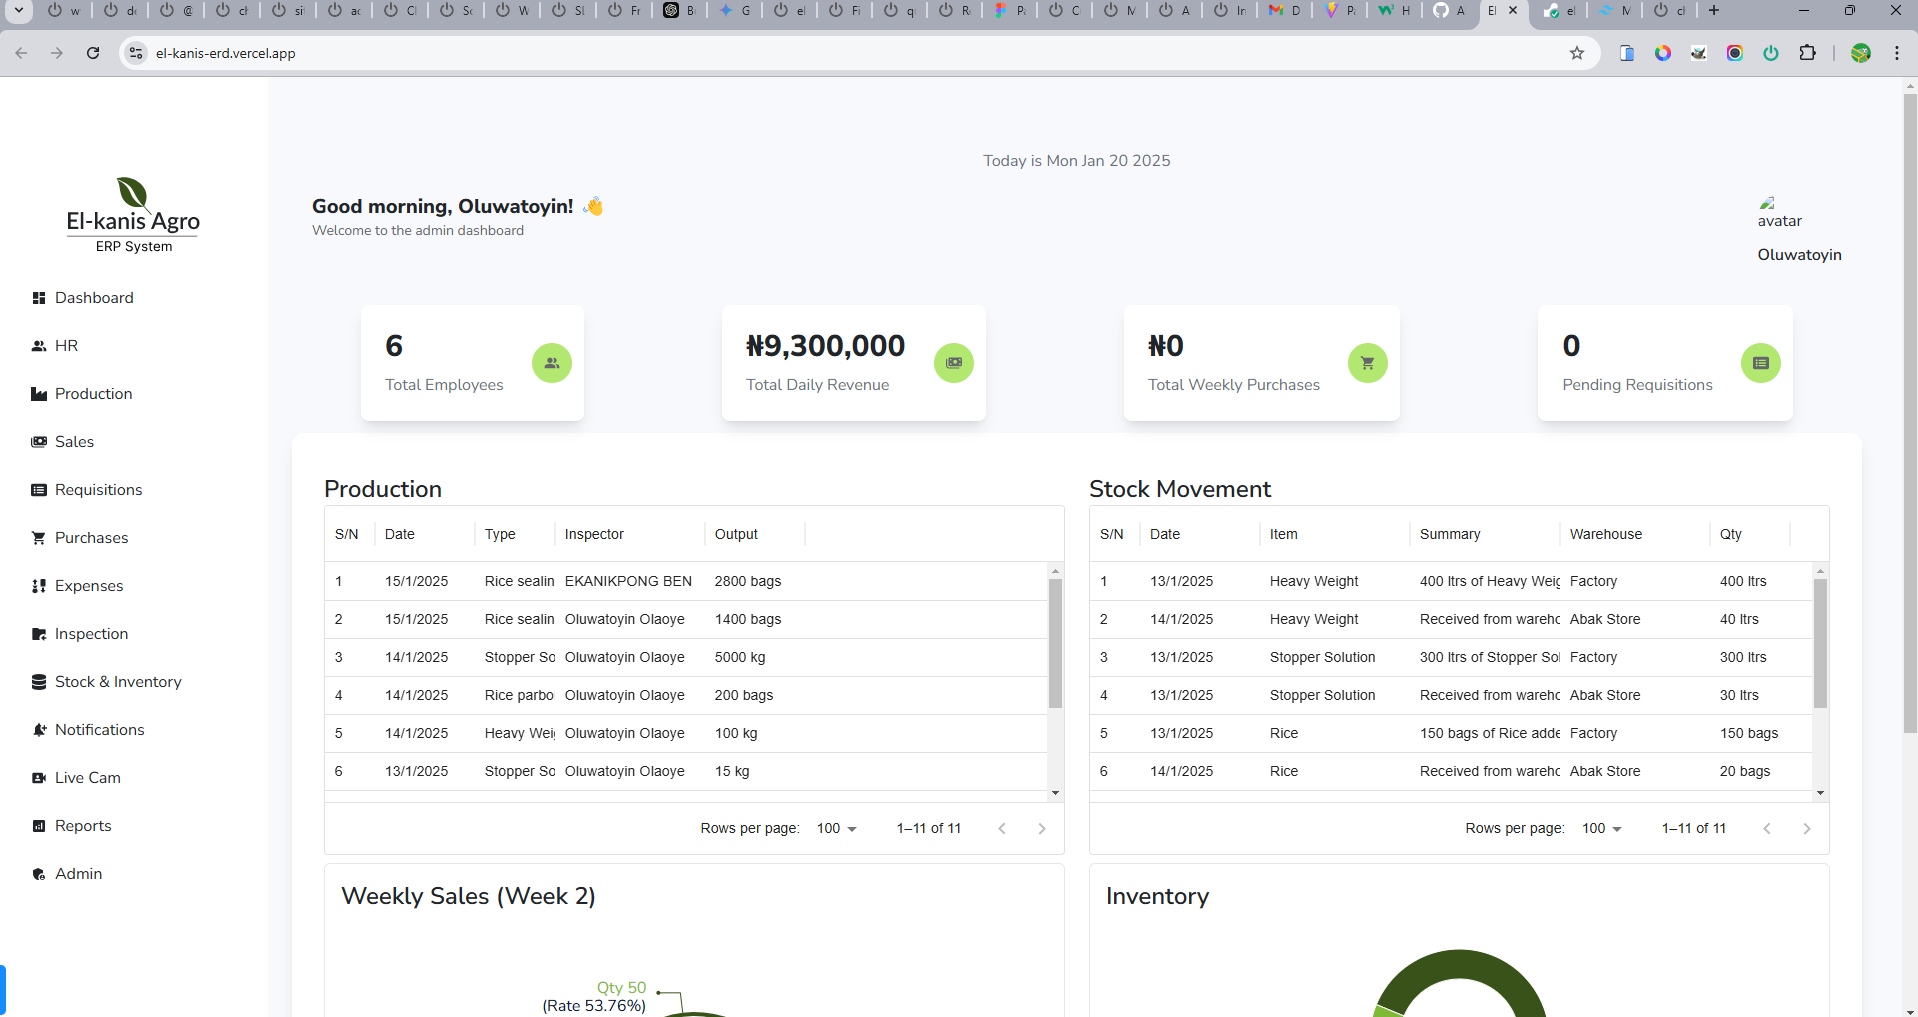 el-kanis-erd.vercel.app
El-kanis Agro
ERP System
Dashboard
HR
Production
Sales
Requisitions
Purchases
Expenses
Inspection
Stock & Inventory
Notifications
Live Cam
Reports
Admin
Today is Mon Jan 20 2025
Good morning, Oluwatoyin! 👋
Welcome to the admin dashboard
avatar
Oluwatoyin
6
Total Employees
₦9,300,000
Total Daily Revenue
₦0
Total Weekly Purchases
0
Pending Requisitions
Production
S/N Date Type Inspector Output
1 15/1/2025 Rice sealin EKANIKPONG BEN 2800 bags
2 15/1/2025 Rice sealin Oluwatoyin Olaoye 1400 bags
3 14/1/2025 Stopper So Oluwatoyin Olaoye 5000 kg
4 14/1/2025 Rice parbo Oluwatoyin Olaoye 200 bags
5 14/1/2025 Heavy Wei Oluwatoyin Olaoye 100 kg
6 13/1/2025 Stopper So Oluwatoyin Olaoye 15 kg
Rows per page: 100 1–11 of 11
Stock Movement
S/N Date Item Summary Warehouse Qty
1 13/1/2025 Heavy Weight 400 ltrs of Heavy Weig Factory 400 ltrs
2 14/1/2025 Heavy Weight Received from wareho Abak Store 40 ltrs
3 13/1/2025 Stopper Solution 300 ltrs of Stopper Sol Factory 300 ltrs
4 13/1/2025 Stopper Solution Received from wareho Abak Store 30 ltrs
5 13/1/2025 Rice 150 bags of Rice adde Factory 150 bags
6 14/1/2025 Rice Received from wareho Abak Store 20 bags
Rows per page: 100 1–11 of 11
Weekly Sales (Week 2)
Qty 50
(Rate 53.76%)
Inventory